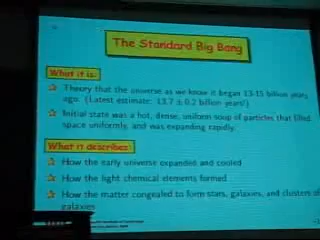 The Standard Big Bang
What it is:
Theory that the universe as we know it began 13-15 billion years
ago. (Latest estimate: 13.7 ± 0.2 billion years!)
Initial state was a hot, dense, uniform soup of particles that filled
space uniformly, and was expanding rapidly.
What it describes:
How the early universe expanded and cooled
How the light chemical elements formed
How the matter congealed to form stars, galaxies, and clusters of
galaxies